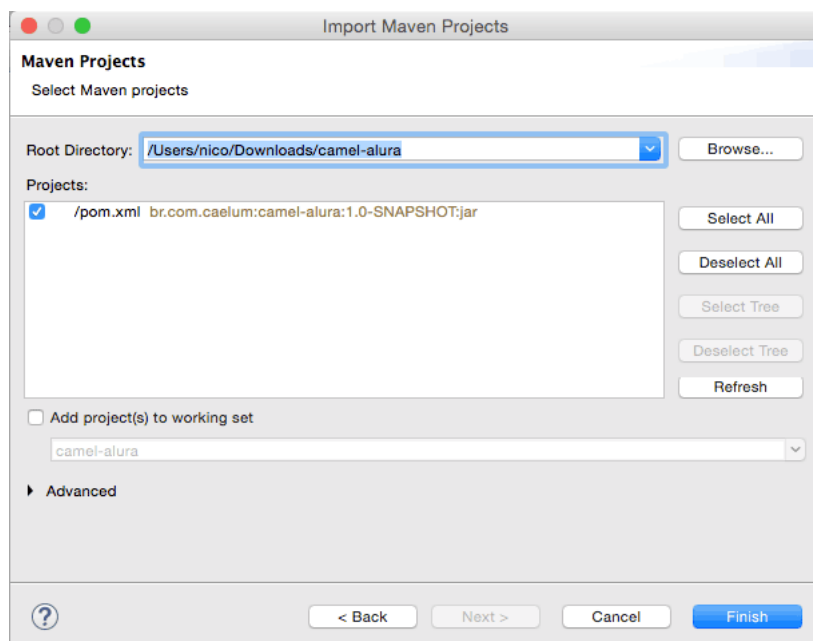 Import Maven Projects
Maven Projects
Select Maven projects
Root Directory: /Users/nico/Downloads/camel-alura Browse...
Projects:
/pom.xml br.com.caelum:camel-alura:1.0-SNAPSHOT:jar
Select All
Deselect All
Select Tree
Deselect Tree
Refresh
Add project(s) to working set
camel-alura
Advanced
? < Back Next > Cancel Finish